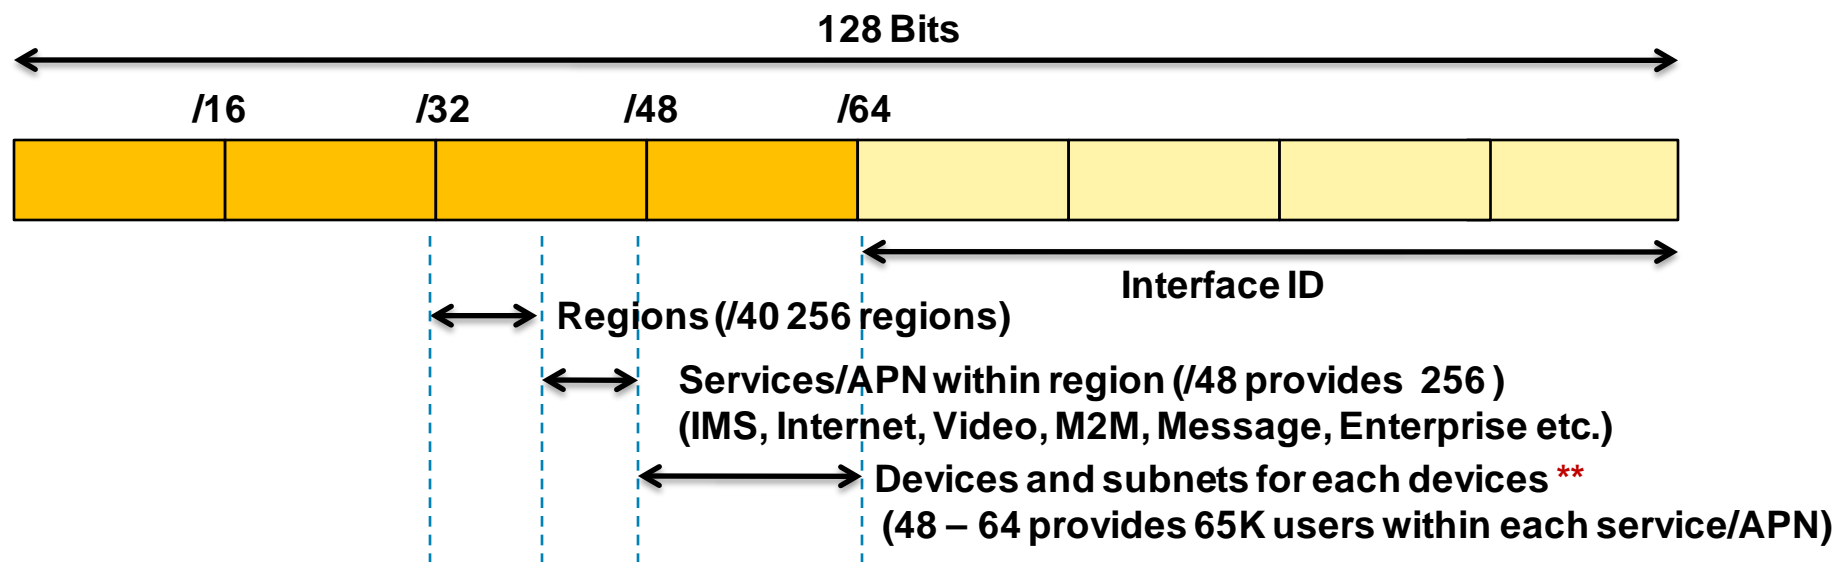 128 Bits
/16 /32 /48 /64
Interface ID
Regions (/40 256 regions)
Services/APN within region (/48 provides 256 )
(IMS, Internet, Video, M2M, Message, Enterprise etc.)
Devices and subnets for each devices **
(48 – 64 provides 65K users within each service/APN)